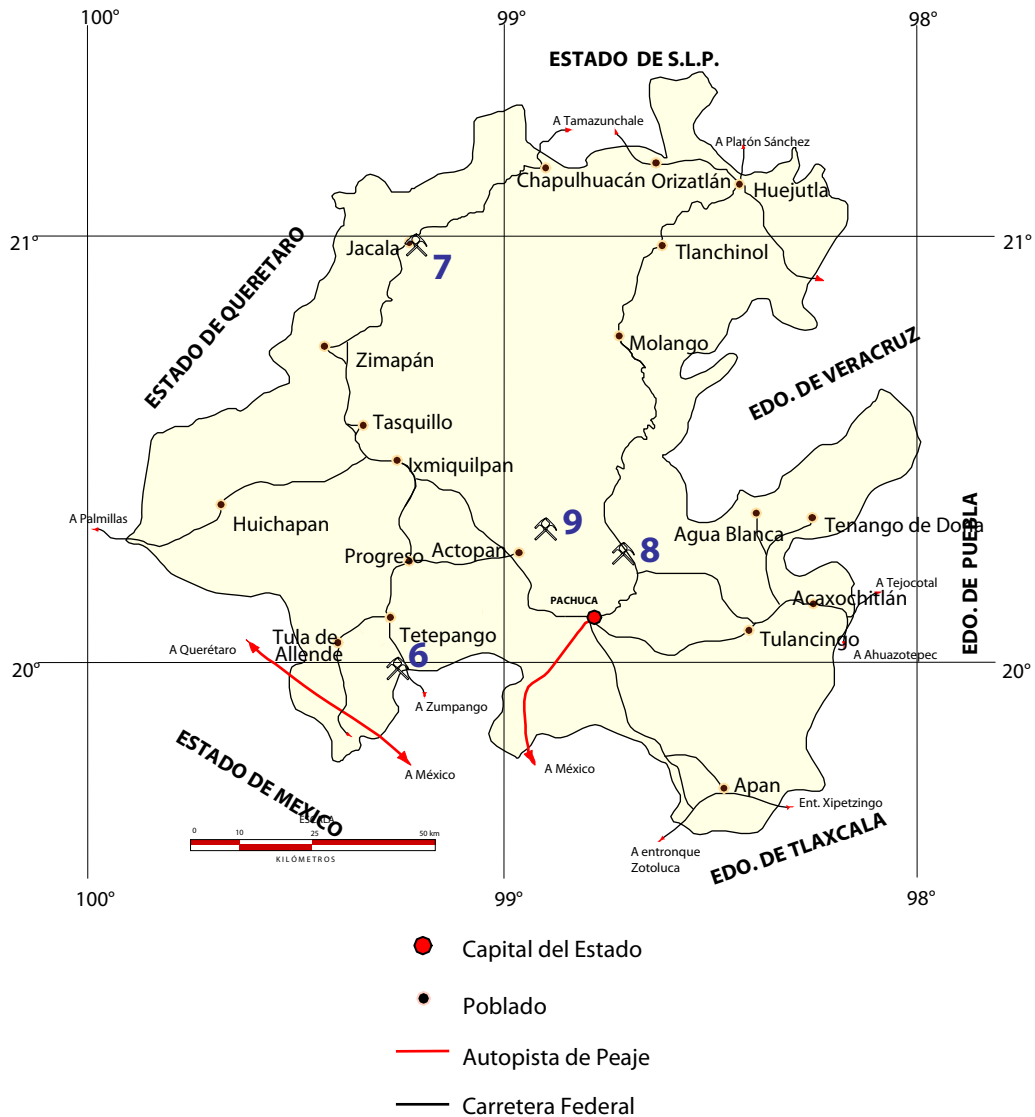 100°
99°
98°
ESTADO DE S.L.P.
A Tamazunchale
A Platón Sánchez
Chapulhuacán
Orizatlán
Huejutla
21°
21°
Jacala
7
Tlanchinol
ESTADO DE QUERETARO
Molango
Zimapán
EDO. DE VERACRUZ
Tasquillo
Ixmiquilpan
A Palmillas
Huichapan
9
Agua Blanca
Tenango de Doria
Progreso
Actopan
8
EDO. DE PUEBLA
A Tejocotal
PACHUCA
Acaxochitlán
Tula de
Allende
Tetepango
Tulancingo
A Querétaro
6
A Ahuazotepec
20°
20°
A Zumpango
ESTADO DE MEXICO
A México
A México
Apan
Ent. Xipetzingo
ESCALA
0 10 25 50 km
KILÓMETROS
A entronque
Zotoluca
EDO. DE TLAXCALA
100°
99°
98°
Capital del Estado
Poblado
Autopista de Peaje
Carretera Federal